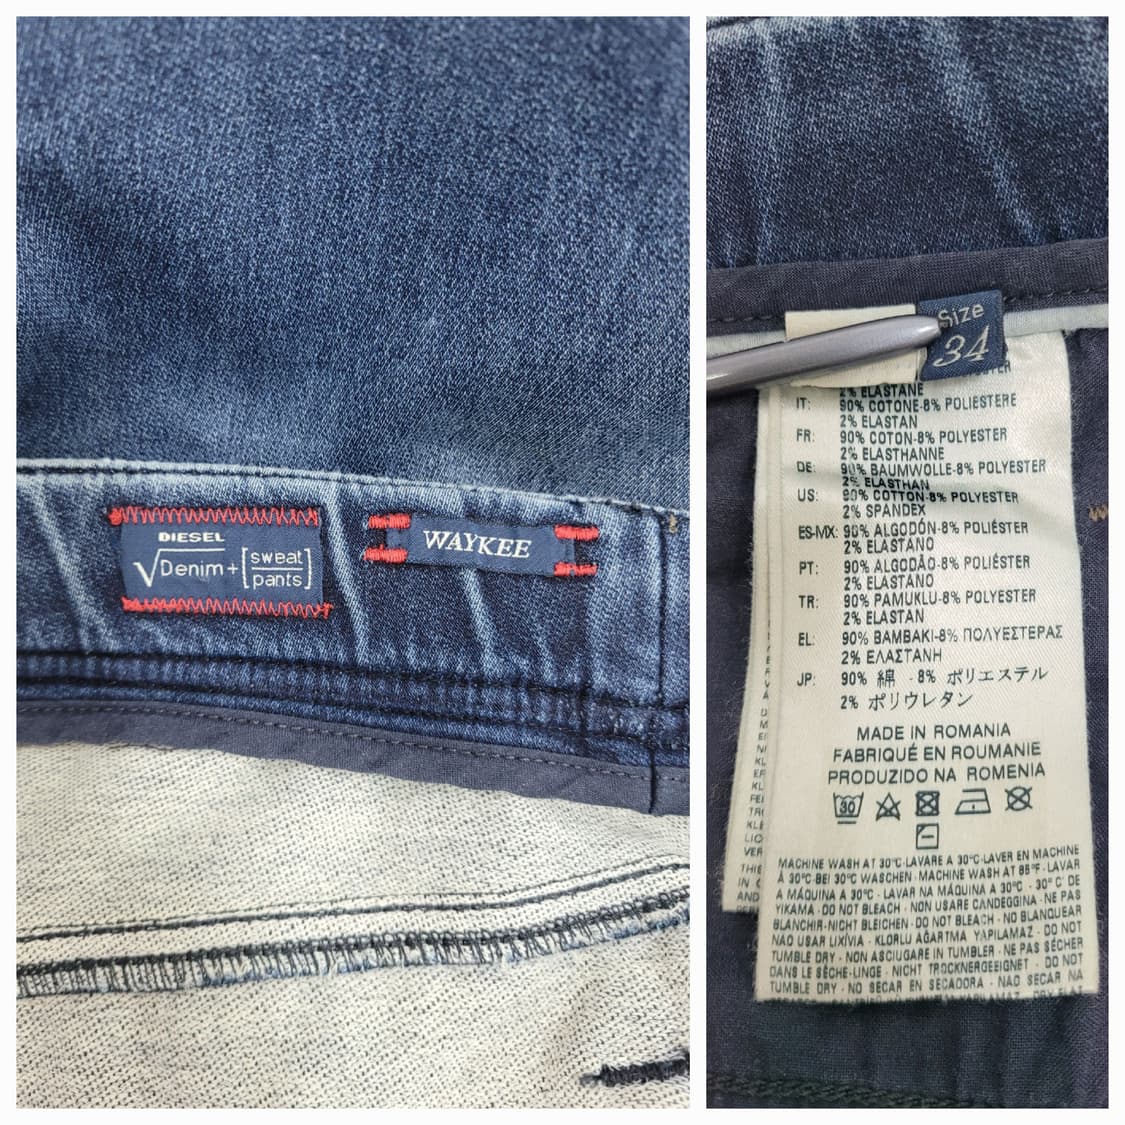 DIESEL
√Denim+[sweat
pants]
WAYKEE
Size
34
2% ELASTANE
IT: 90% COTONE-8% POLIESTERE
2% ELASTAN
FR: 90% COTON-8% POLYESTER
2% ELASTHANNE
DE: 90% BAUMWOLLE-8% POLYESTER
2% ELASTHAN
US: 90% COTTON-8% POLYESTER
2% SPANDEX
ES-MX: 90% ALGODÓN-8% POLIÉSTER
2% ELASTANO
PT: 90% ALGODÃO-8% POLIÉSTER
2% ELASTANO
TR: 90% PAMUKLU-8% POLYESTER
2% ELASTAN
EL: 90% BAMBAKI-8% ΠΟΛΥΕΣΤΕΡΑΣ
2% ΕΛΑΣΤΑΝΗ
JP: 90% 綿 - 8% ポリエステル
2% ポリウレタン
MADE IN ROMANIA
FABRIQUÉ EN ROUMANIE
PRODUZIDO NA ROMENIA
30
MACHINE WASH AT 30°C-LAVARE A 30°C-LAVER EN MACHINE
À 30°C-BEI 30°C WASCHEN - MACHINE WASH AT 85°F - LAVAR
A MÁQUINA A 30°C - LAVAR NA MÁQUINA A 30°C - 30° C' DE
YIKAMA - DO NOT BLEACH - NON USARE CANDEGGINA - NE PAS
BLANCHIR-NICHT BLEICHEN - DO NOT BLEACH - NO BLANQUEAR
NÃO USAR LIXÍVIA - KLORLU AĞARTMA YAPILAMAZ - DO NOT
TUMBLE DRY - NON ASCIUGARE IN TUMBLER - NE PAS SÉCHER
DANS LE SÈCHE-LINGE - NICHT TROCKNERGEEIGNET - DO NOT
TUMBLE DRY - NO SECAR EN SECADORA - NÃO SECAR NA